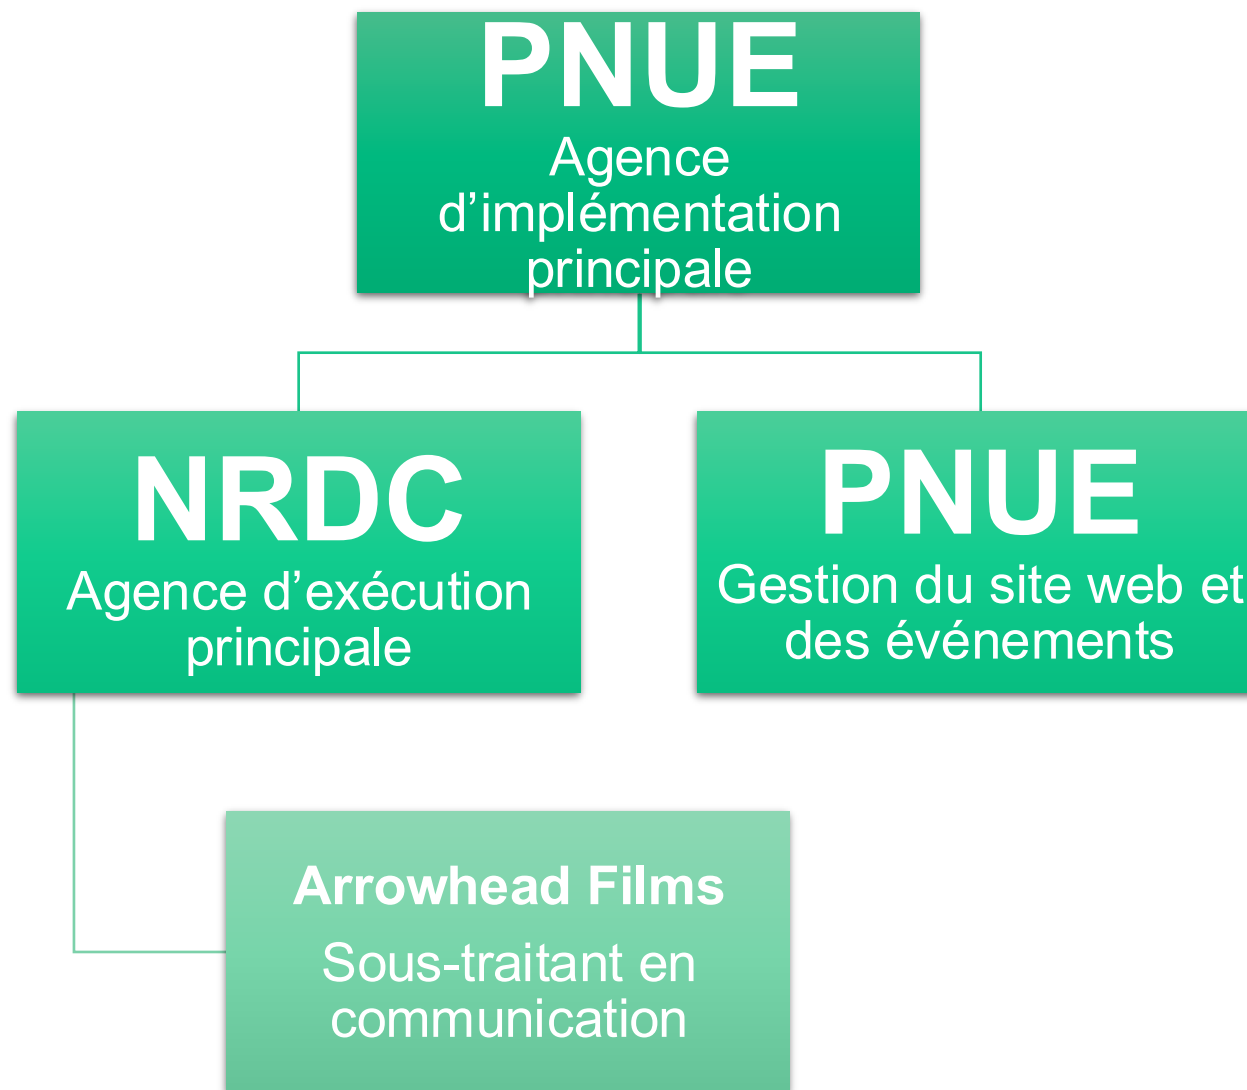 PNUE
Agence
d’implémentation
principale
NRDC
Agence d’exécution
principale
PNUE
Gestion du site web et
des événements
Arrowhead Films
Sous-traitant en
communication